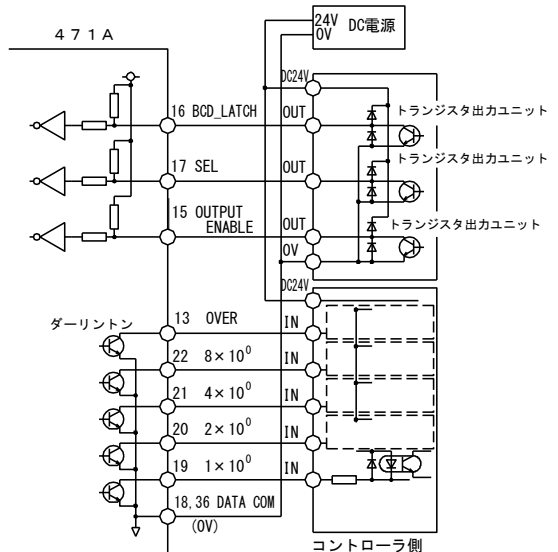 ４７１Ａ
24V
0V
DC電源
DC24V
16 BCD_LATCH
OUT
トランジスタ出力ユニット
17 SEL
OUT
トランジスタ出力ユニット
15 OUTPUT
ENABLE
OUT
トランジスタ出力ユニット
0V
DC24V
ダーリントン
13 OVER
IN
22 8×10⁰
IN
21 4×10⁰
IN
20 2×10⁰
IN
19 1×10⁰
IN
18,36 DATA COM
(0V)
コントローラ側